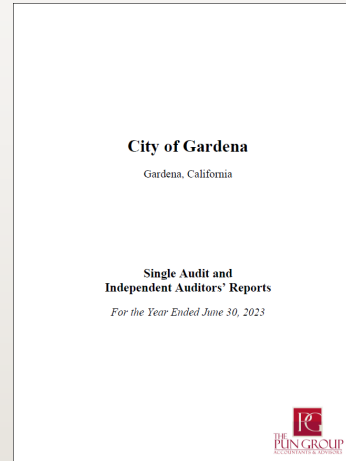 City of Gardena
Gardena, California
Single Audit and
Independent Auditors' Reports
For the Year Ended June 30, 2023
PG
THE
PUN GROUP
ACCOUNTANTS & ADVISORS